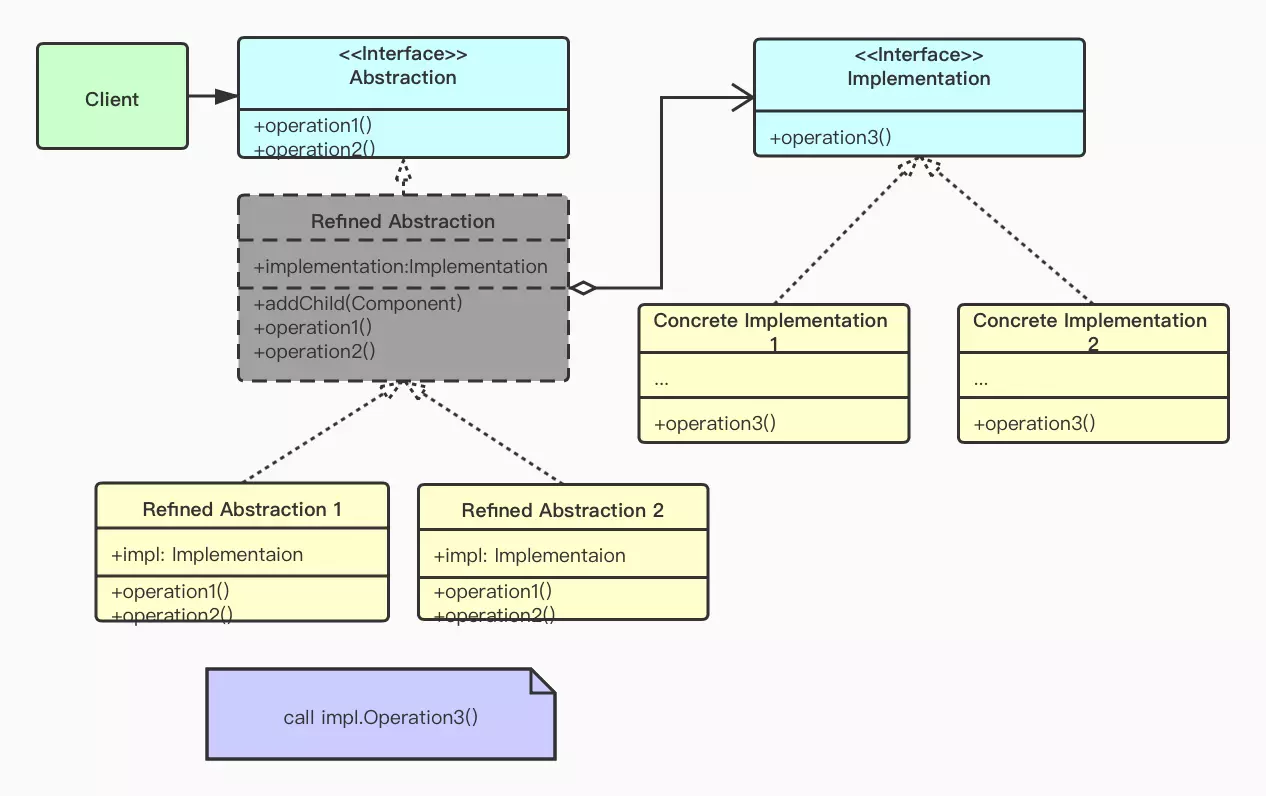 Client
<<Interface>>
Abstraction
+operation1()
+operation2()
<<Interface>>
Implementation
+operation3()
Refined Abstraction
+implementation:Implementation
+addChild(Component)
+operation1()
+operation2()
Concrete Implementation
1
...
+operation3()
Concrete Implementation
2
...
+operation3()
Refined Abstraction 1
+impl: Implementaion
+operation1()
+operation2()
Refined Abstraction 2
+impl: Implementaion
+operation1()
+operation2()
call impl.Operation3()